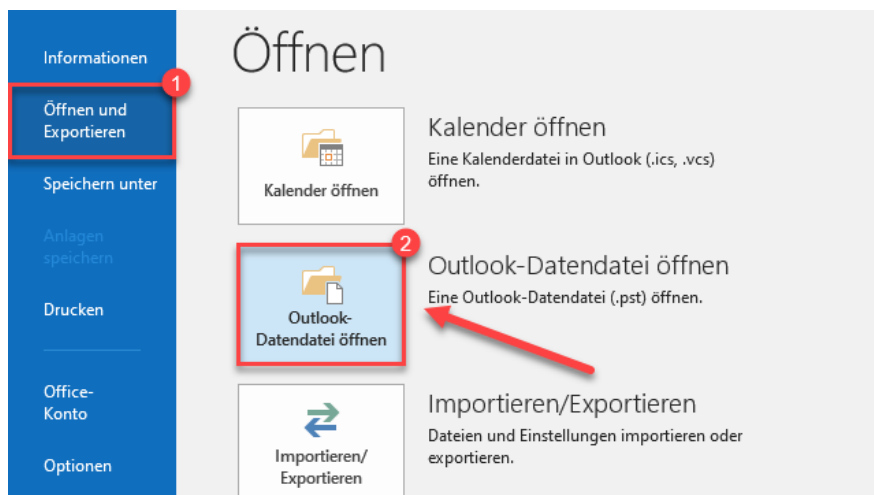 Informationen
1
Öffnen und
Exportieren
Speichern unter
Anlagen
speichern
Drucken
Office-
Konto
Optionen
Öffnen
Kalender öffnen
Kalender öffnen
Eine Kalenderdatei in Outlook (.ics, .vcs)
öffnen.
2
Outlook-
Datendatei öffnen
Outlook-Datendatei öffnen
Eine Outlook-Datendatei (.pst) öffnen.
Importieren/
Exportieren
Importieren/Exportieren
Dateien und Einstellungen importieren oder
exportieren.